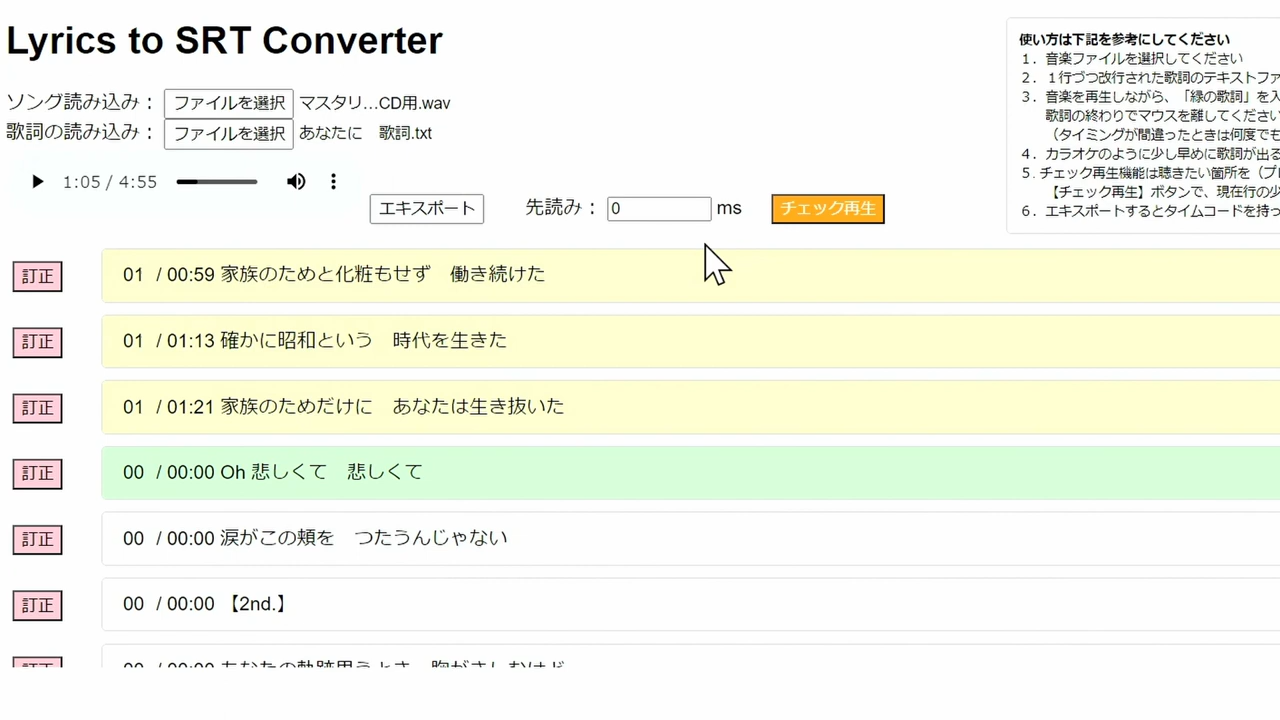 Lyrics to SRT Converter
ソング読み込み： ファイルを選択 マスタリ...CD用.wav
歌詞の読み込み： ファイルを選択 あなたに　歌詞.txt
1:05 / 4:55
エキスポート 先読み： 0 ms チェック再生
使い方は下記を参考にしてください
1．音楽ファイルを選択してください
2．１行づつ改行された歌詞のテキストファ
3．音楽を再生しながら、「緑の歌詞」を入
歌詞の終わりでマウスを離してください
（タイミングが間違ったときは何度でも
4．カラオケのように少し早めに歌詞が出る
5．チェック再生機能は聴きたい箇所を（プレ
【チェック再生】ボタンで、現在行の少
6．エキスポートするとタイムコードを持っ
訂正 01 / 00:59 家族のためと化粧もせず　働き続けた
訂正 01 / 01:13 確かに昭和という　時代を生きた
訂正 01 / 01:21 家族のためだけに　あなたは生き抜いた
訂正 00 / 00:00 Oh 悲しくて　悲しくて
訂正 00 / 00:00 涙がこの頬を　つたうんじゃない
訂正 00 / 00:00 【2nd.】